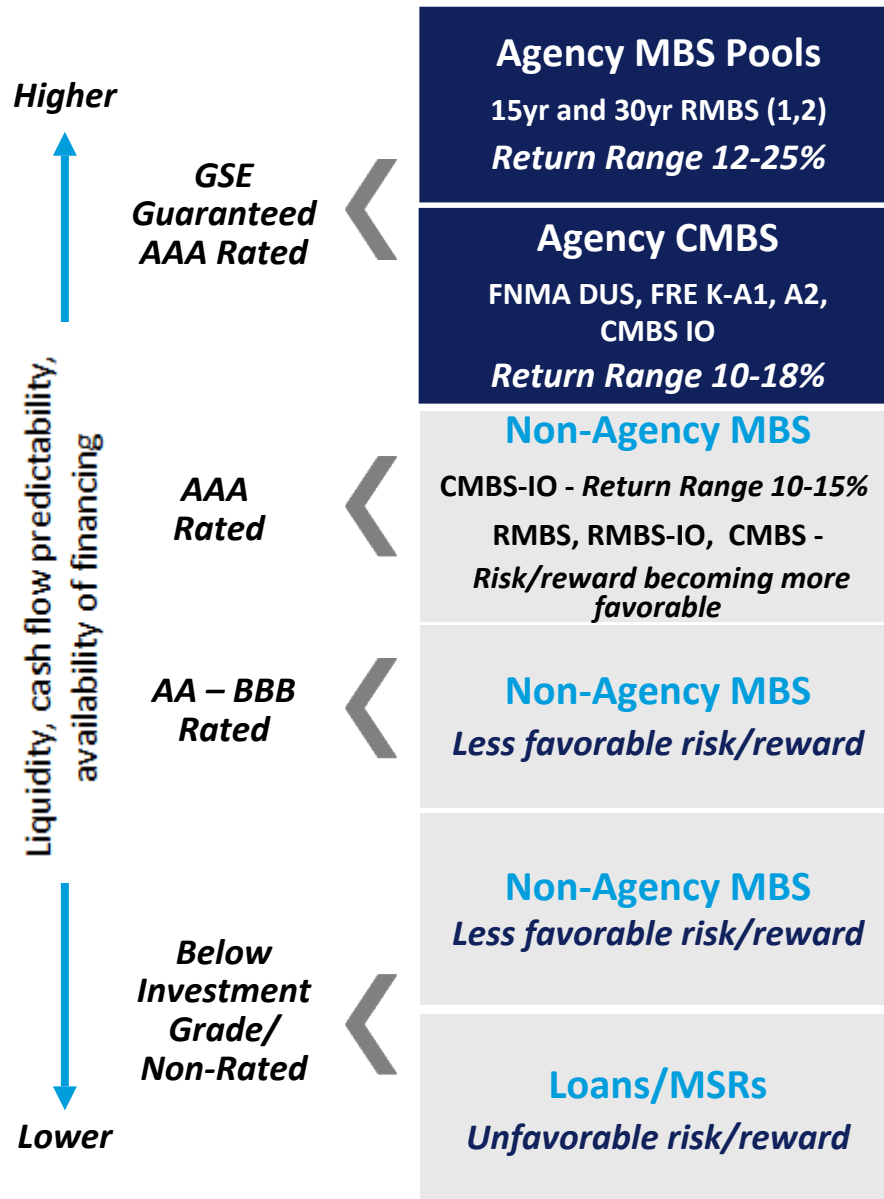 Higher
Agency MBS Pools
15yr and 30yr RMBS (1,2)
Return Range 12-25%
GSE
Guaranteed
AAA Rated
Agency CMBS
FNMA DUS, FRE K-A1, A2,
CMBS IO
Return Range 10-18%
Liquidity, cash flow predictability,
availability of financing
AAA
Rated
Non-Agency MBS
CMBS-IO - Return Range 10-15%
RMBS, RMBS-IO, CMBS -
Risk/reward becoming more
favorable
AA – BBB
Rated
Non-Agency MBS
Less favorable risk/reward
Below
Investment
Grade/
Non-Rated
Non-Agency MBS
Less favorable risk/reward
Loans/MSRs
Unfavorable risk/reward
Lower